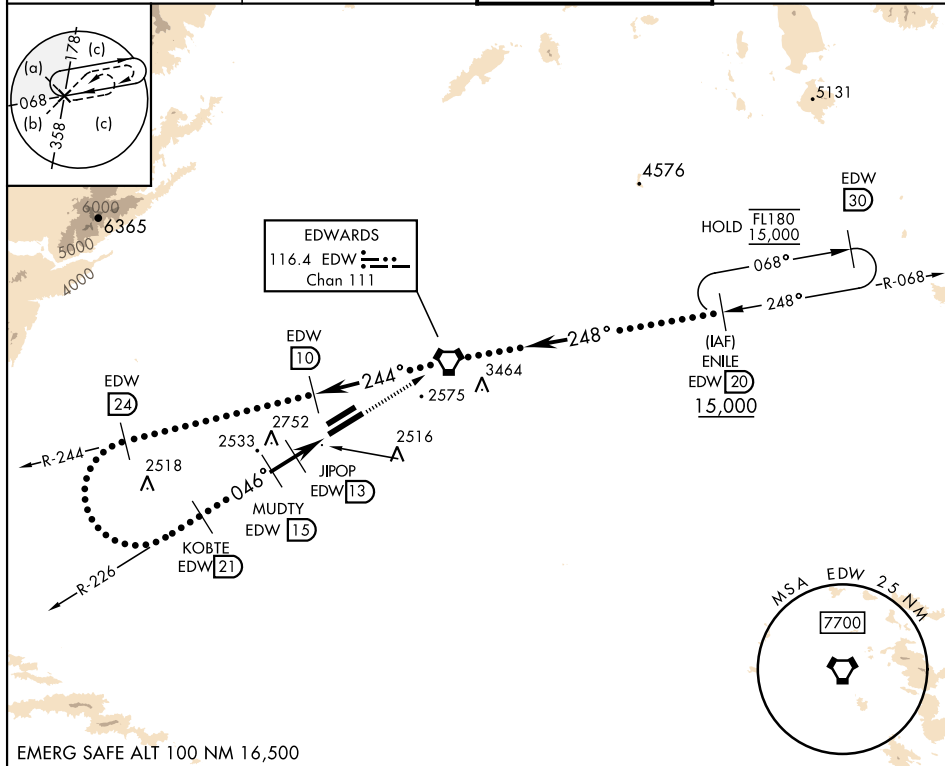 178
(c)
(a)
068
(b)
(c)
358
5131
4576
EDW
30
HOLD FL180
15,000
068°
R-068
248°
6000
6365
5000
4000
EDWARDS
116.4 EDW
Chan 111
(IAF)
ENILE
EDW 20
15,000
248°
EDW
10
244°
3464
2575
EDW
24
2752
2533
2516
R-244
2518
046°
JIPOP
EDW 13
MUDTY
EDW 15
KOBTE
EDW 21
R-226
MSA EDW 25 NM
7700
EMERG SAFE ALT 100 NM 16,500